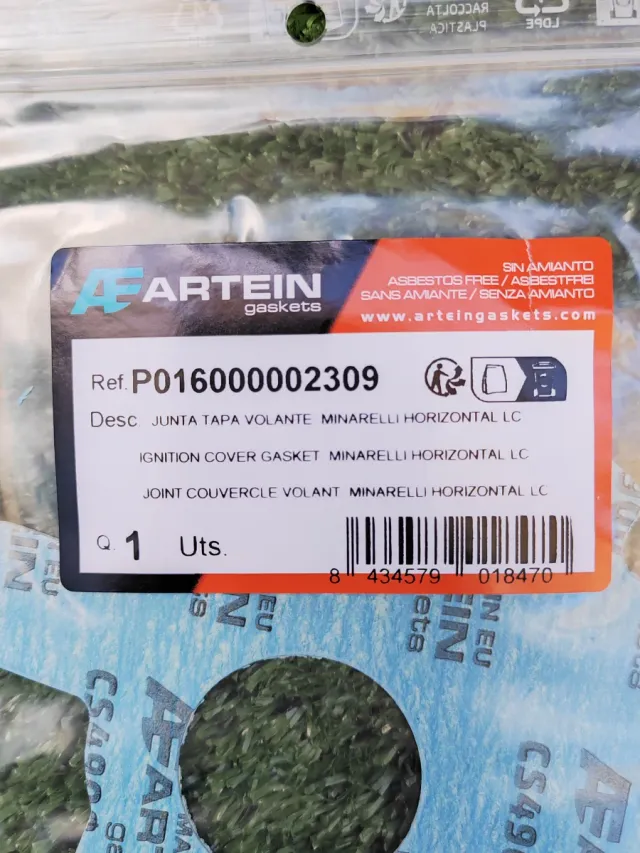 RACCOLTA
PLASTICA
LDPE
ARTEIN
gaskets
SIN AMIANTO
ASBESTOS FREE / ASBESTFREI
SANS AMIANTE / SENZA AMIANTO
www.arteingaskets.com
Ref. P016000002309
Desc JUNTA TAPA VOLANTE MINARELLI HORIZONTAL LC
IGNITION COVER GASKET MINARELLI HORIZONTAL LC
JOINT COUVERCLE VOLANT MINARELLI HORIZONTAL LC
Q. 1 Uts.
8 434579 018470